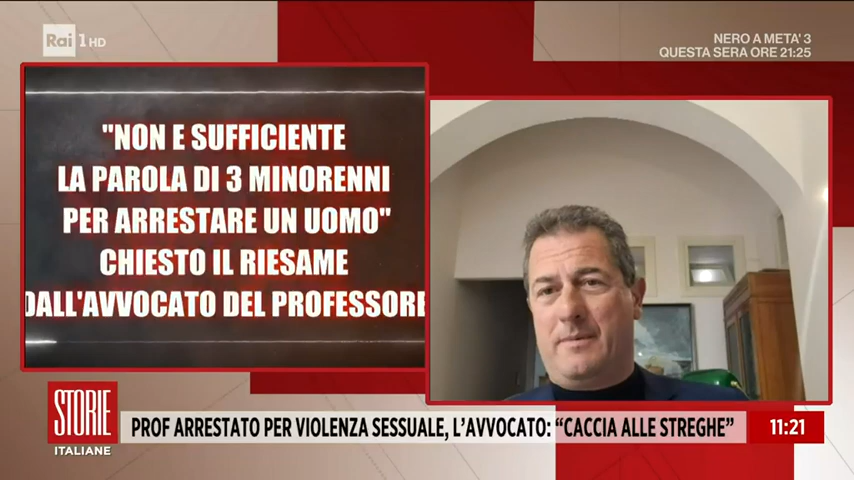 Rai 1 HD
NERO A META' 3
QUESTA SERA ORE 21:25
"NON E SUFFICIENTE
LA PAROLA DI 3 MINORENNI
PER ARRESTARE UN UOMO"
CHIESTO IL RIESAME
DALL'AVVOCATO DEL PROFESSORE
STORIE
ITALIANE
PROF ARRESTATO PER VIOLENZA SESSUALE, L'AVVOCATO: “CACCIA ALLE STREGHE”
11:21